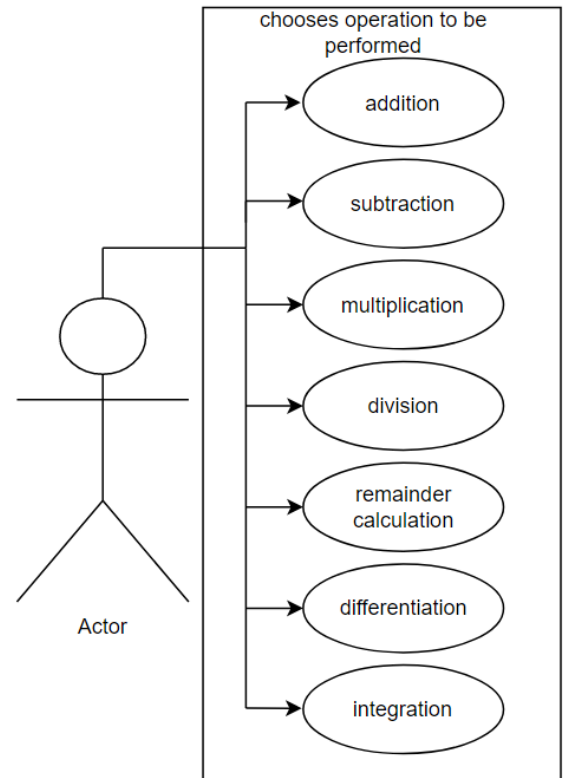 chooses operation to be
performed
addition
subtraction
multiplication
division
remainder
calculation
differentiation
integration
Actor